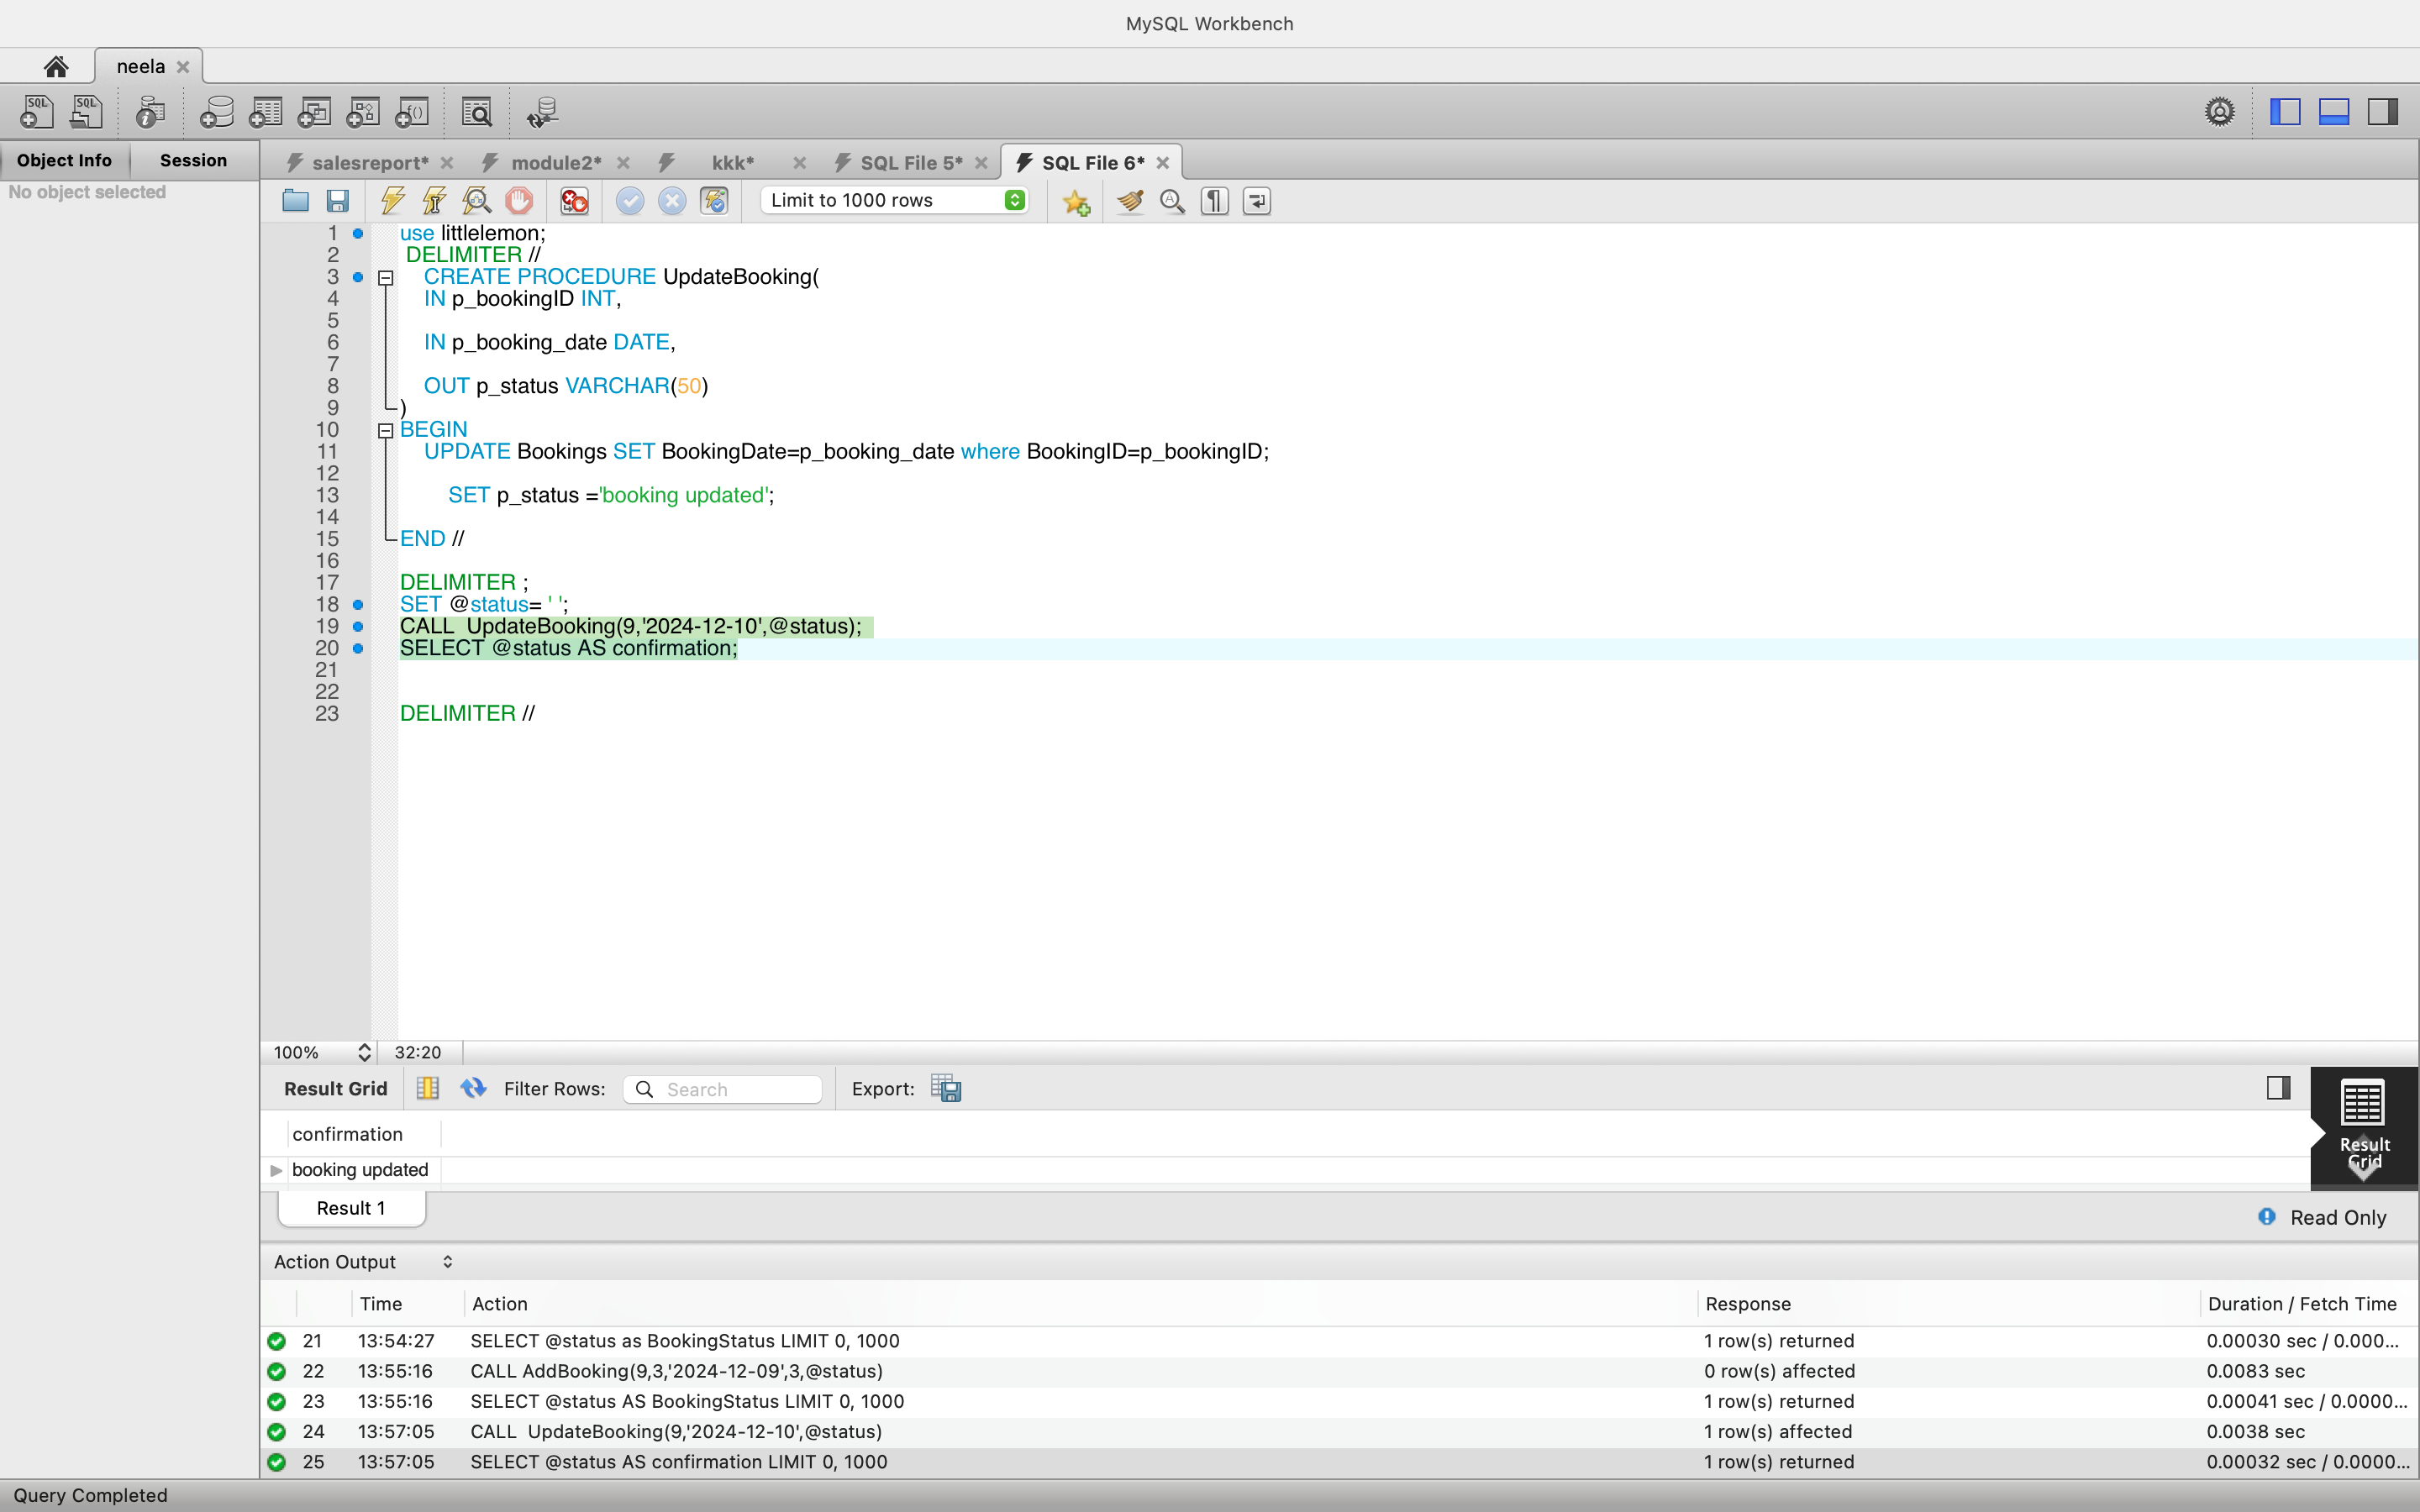 MySQL Workbench
neela
Object Info Session
No object selected
salesreport* module2* kkk* SQL File 5* SQL File 6*
Limit to 1000 rows
1 use littlelemon;
2 DELIMITER //
3 CREATE PROCEDURE UpdateBooking(
4 IN p_bookingID INT,
5
6 IN p_booking_date DATE,
7
8 OUT p_status VARCHAR(50)
9 )
10 BEGIN
11 UPDATE Bookings SET BookingDate=p_booking_date where BookingID=p_bookingID;
12
13 SET p_status ='booking updated';
14
15 END //
16
17 DELIMITER ;
18 SET @status= ' ';
19 CALL  UpdateBooking(9,'2024-12-10',@status);
20 SELECT @status AS confirmation;
21
22
23 DELIMITER //
100% 32:20
Result Grid Filter Rows: Search Export:
confirmation
booking updated
Result
Grid
Result 1
Read Only
Action Output
Time Action Response Duration / Fetch Time
21 13:54:27 SELECT @status as BookingStatus LIMIT 0, 1000 1 row(s) returned 0.00030 sec / 0.000...
22 13:55:16 CALL AddBooking(9,3,'2024-12-09',3,@status) 0 row(s) affected 0.0083 sec
23 13:55:16 SELECT @status AS BookingStatus LIMIT 0, 1000 1 row(s) returned 0.00041 sec / 0.0000...
24 13:57:05 CALL  UpdateBooking(9,'2024-12-10',@status) 1 row(s) affected 0.0038 sec
25 13:57:05 SELECT @status AS confirmation LIMIT 0, 1000 1 row(s) returned 0.00032 sec / 0.0000...
Query Completed